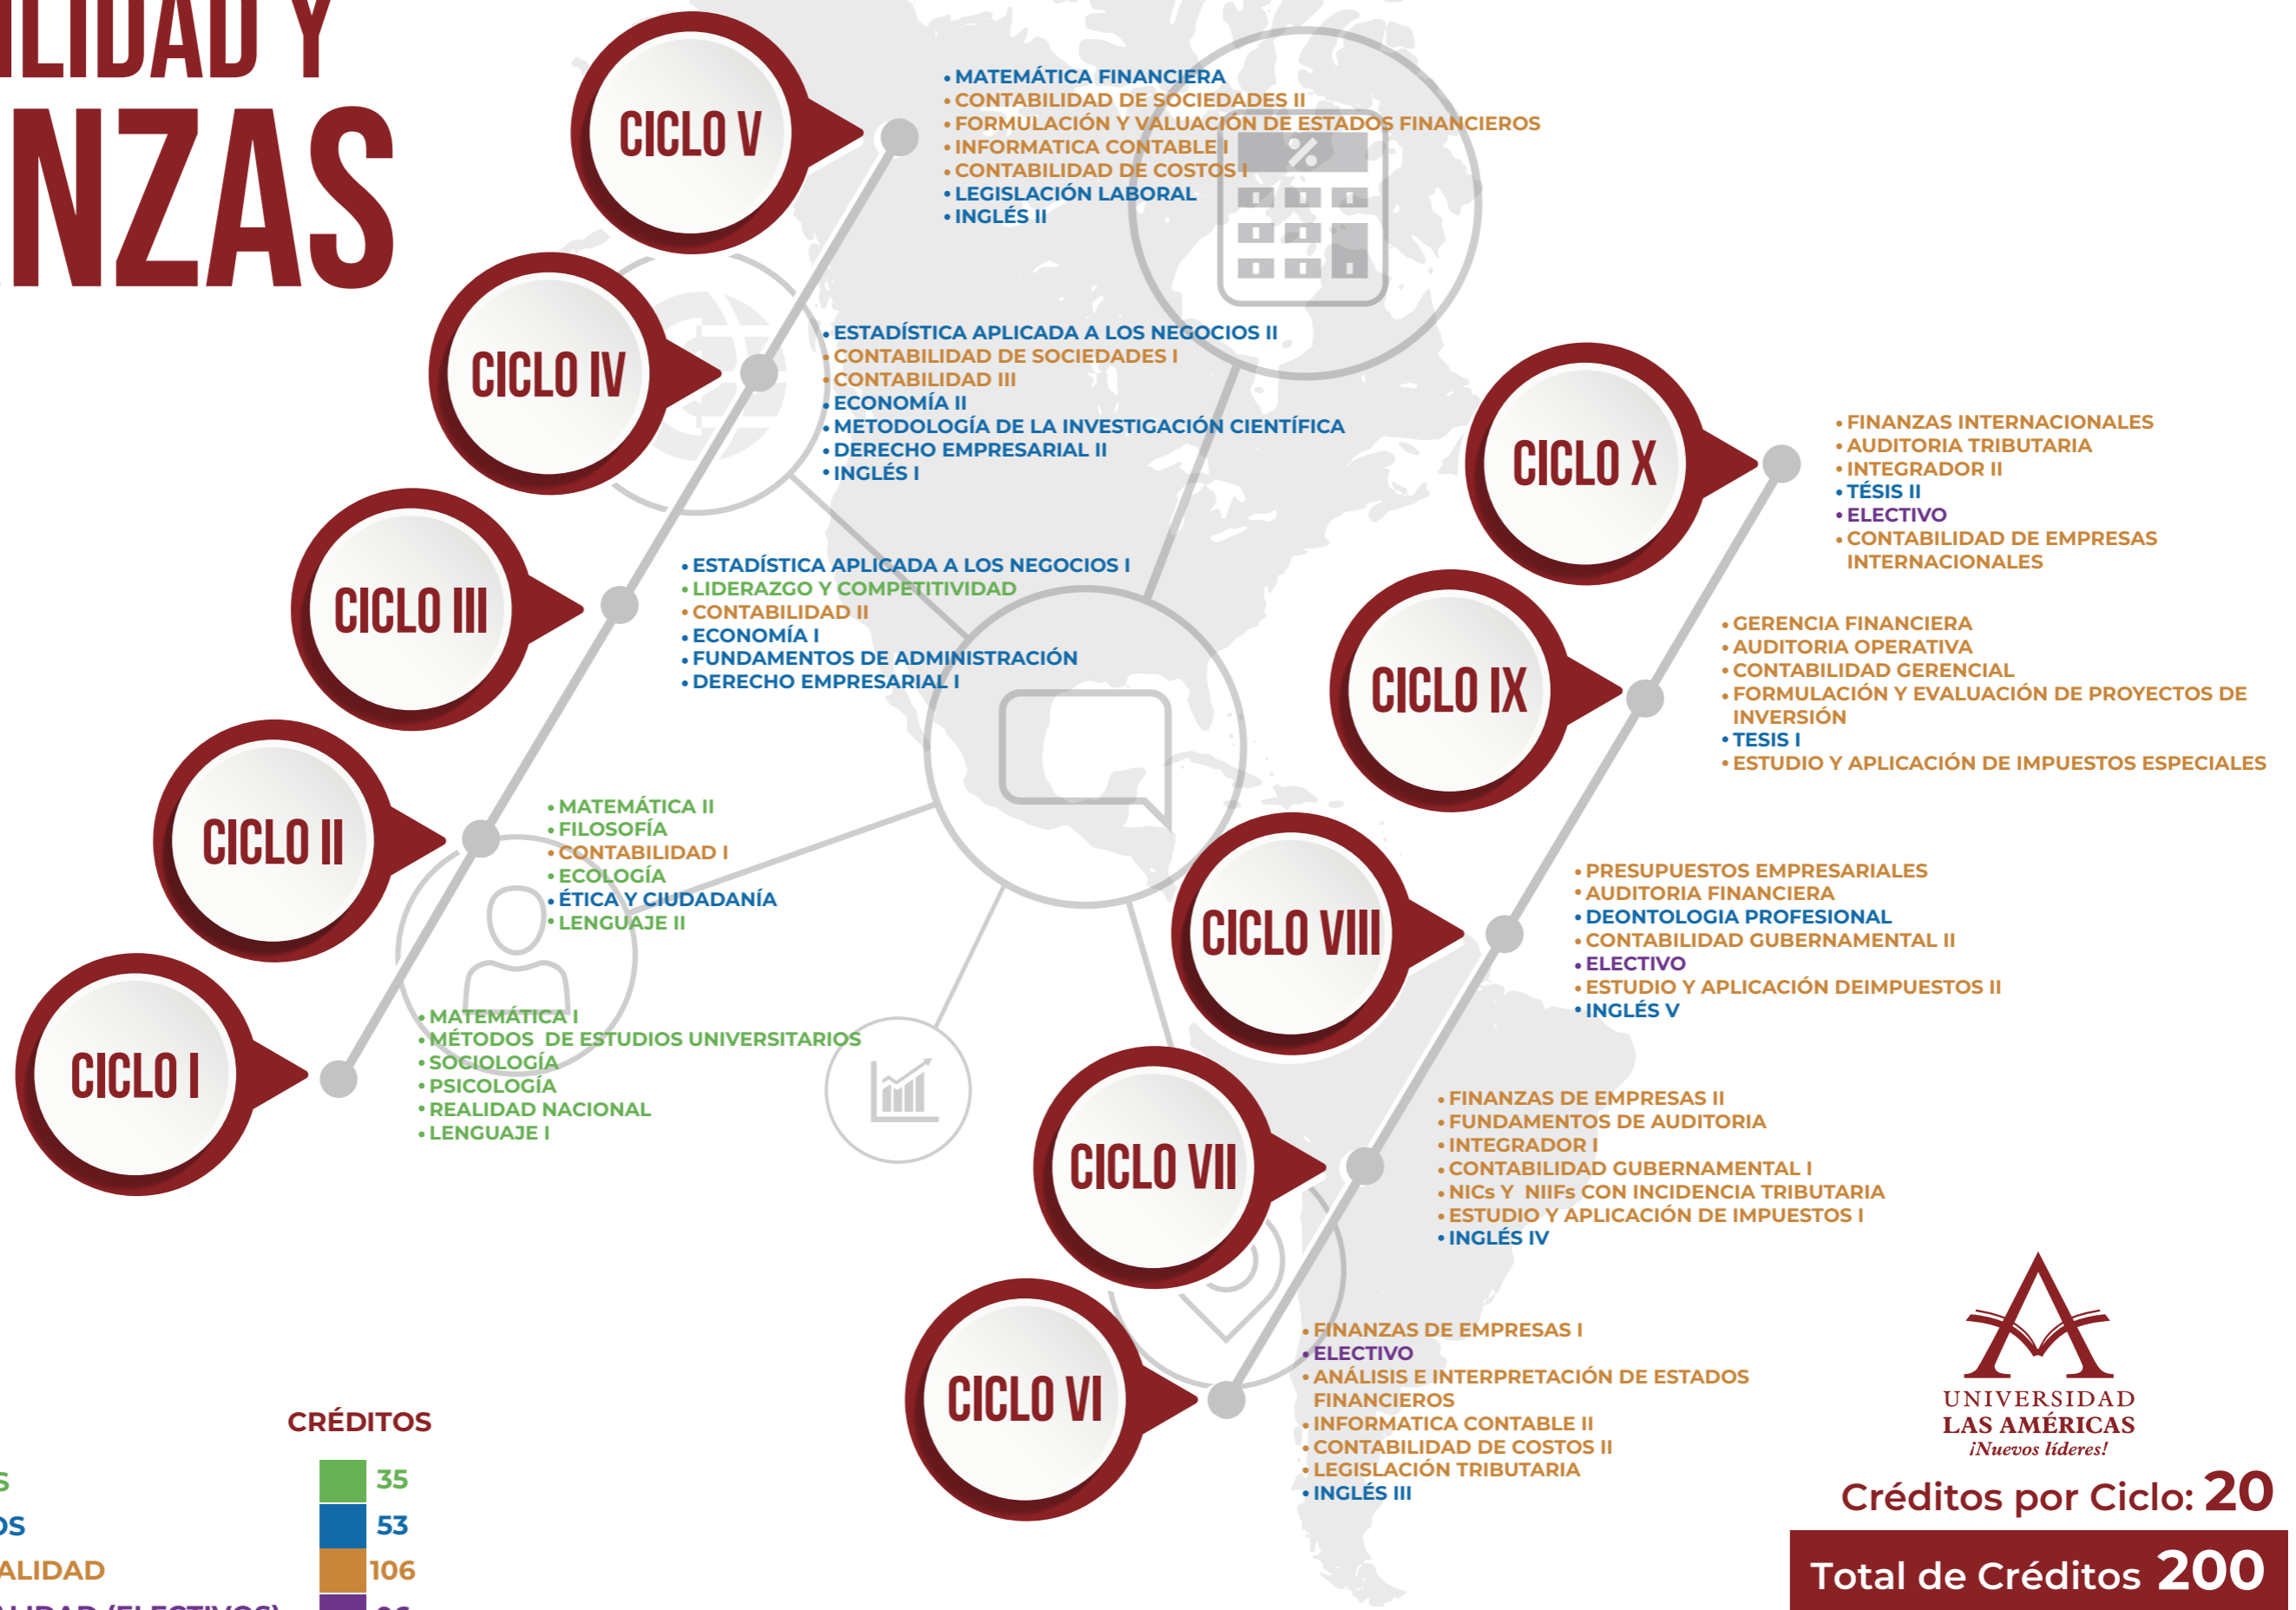 ILIDAD Y
NZAS
CICLO V
• MATEMÁTICA FINANCIERA
• CONTABILIDAD DE SOCIEDADES II
• FORMULACIÓN Y VALUACIÓN DE ESTADOS FINANCIEROS
• INFORMATICA CONTABLE I
• CONTABILIDAD DE COSTOS I
• LEGISLACIÓN LABORAL
• INGLÉS II
CICLO IV
• ESTADÍSTICA APLICADA A LOS NEGOCIOS II
• CONTABILIDAD DE SOCIEDADES I
• CONTABILIDAD III
• ECONOMÍA II
• METODOLOGÍA DE LA INVESTIGACIÓN CIENTÍFICA
• DERECHO EMPRESARIAL II
• INGLÉS I
CICLO III
• ESTADÍSTICA APLICADA A LOS NEGOCIOS I
• LIDERAZGO Y COMPETITIVIDAD
• CONTABILIDAD II
• ECONOMÍA I
• FUNDAMENTOS DE ADMINISTRACIÓN
• DERECHO EMPRESARIAL I
CICLO II
• MATEMÁTICA II
• FILOSOFÍA
• CONTABILIDAD I
• ECOLOGÍA
• ÉTICA Y CIUDADANÍA
• LENGUAJE II
CICLO I
• MATEMÁTICA I
• MÉTODOS DE ESTUDIOS UNIVERSITARIOS
• SOCIOLOGÍA
• PSICOLOGÍA
• REALIDAD NACIONAL
• LENGUAJE I
CICLO X
• FINANZAS INTERNACIONALES
• AUDITORIA TRIBUTARIA
• INTEGRADOR II
• TÉSIS II
• ELECTIVO
• CONTABILIDAD DE EMPRESAS
INTERNACIONALES
CICLO IX
• GERENCIA FINANCIERA
• AUDITORIA OPERATIVA
• CONTABILIDAD GERENCIAL
• FORMULACIÓN Y EVALUACIÓN DE PROYECTOS DE
INVERSIÓN
• TESIS I
• ESTUDIO Y APLICACIÓN DE IMPUESTOS ESPECIALES
CICLO VIII
• PRESUPUESTOS EMPRESARIALES
• AUDITORIA FINANCIERA
• DEONTOLOGIA PROFESIONAL
• CONTABILIDAD GUBERNAMENTAL II
• ELECTIVO
• ESTUDIO Y APLICACIÓN DEIMPUESTOS II
• INGLÉS V
CICLO VII
• FINANZAS DE EMPRESAS II
• FUNDAMENTOS DE AUDITORIA
• INTEGRADOR I
• CONTABILIDAD GUBERNAMENTAL I
• NICs Y NIIFs CON INCIDENCIA TRIBUTARIA
• ESTUDIO Y APLICACIÓN DE IMPUESTOS I
• INGLÉS IV
CICLO VI
• FINANZAS DE EMPRESAS I
• ELECTIVO
• ANÁLISIS E INTERPRETACIÓN DE ESTADOS
FINANCIEROS
• INFORMATICA CONTABLE II
• CONTABILIDAD DE COSTOS II
• LEGISLACIÓN TRIBUTARIA
• INGLÉS III
CRÉDITOS
S 35
OS 53
ALIDAD 106
ALIDAD (ELECTIVOS) 06
UNIVERSIDAD
LAS AMÉRICAS
¡Nuevos líderes!
Créditos por Ciclo: 20
Total de Créditos 200
%